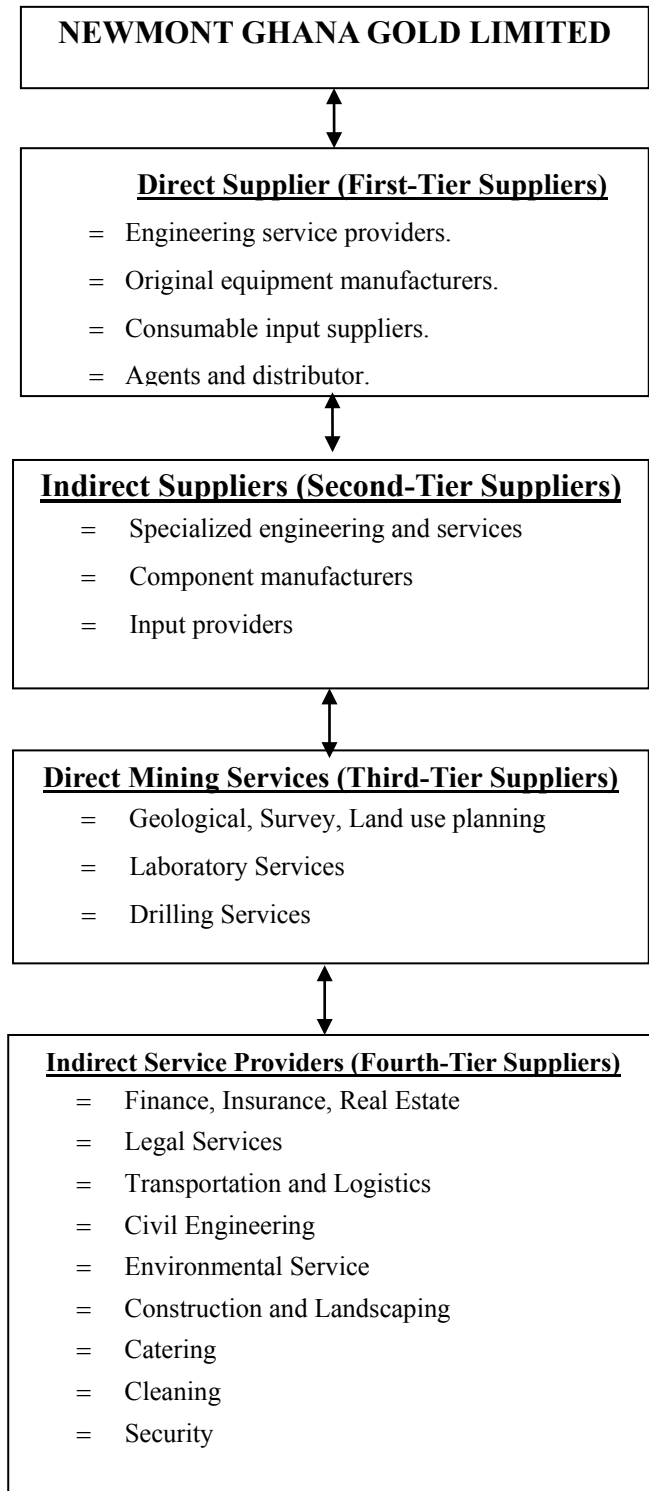 NEWMONT GHANA GOLD LIMITED
Direct Supplier (First-Tier Suppliers)
= Engineering service providers.
= Original equipment manufacturers.
= Consumable input suppliers.
= Agents and distributor.
Indirect Suppliers (Second-Tier Suppliers)
= Specialized engineering and services
= Component manufacturers
= Input providers
Direct Mining Services (Third-Tier Suppliers)
= Geological, Survey, Land use planning
= Laboratory Services
= Drilling Services
Indirect Service Providers (Fourth-Tier Suppliers)
= Finance, Insurance, Real Estate
= Legal Services
= Transportation and Logistics
= Civil Engineering
= Environmental Service
= Construction and Landscaping
= Catering
= Cleaning
= Security